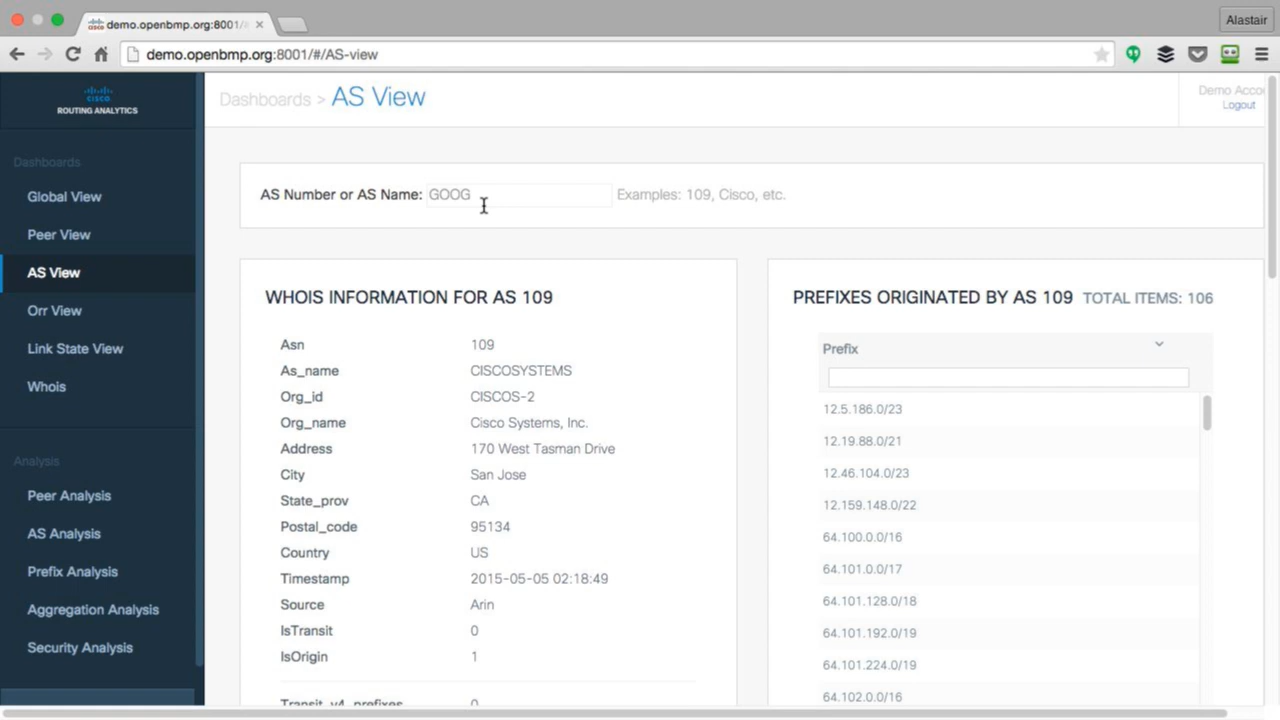 demo.openbmp.org:8001/#
Alastair
demo.openbmp.org:8001/#/AS-view
CISCO
ROUTING ANALYTICS
Dashboards
Global View
Peer View
AS View
Orr View
Link State View
Whois
Analysis
Peer Analysis
AS Analysis
Prefix Analysis
Aggregation Analysis
Security Analysis
Dashboards > AS View
Demo Acco
Logout
AS Number or AS Name: GOOG Examples: 109, Cisco, etc.
WHOIS INFORMATION FOR AS 109
Asn 109
As_name CISCOSYSTEMS
Org_id CISCOS-2
Org_name Cisco Systems, Inc.
Address 170 West Tasman Drive
City San Jose
State_prov CA
Postal_code 95134
Country US
Timestamp 2015-05-05 02:18:49
Source Arin
IsTransit 0
IsOrigin 1
Transit_v4_prefixes 0
PREFIXES ORIGINATED BY AS 109 TOTAL ITEMS: 106
Prefix
12.5.186.0/23
12.19.88.0/21
12.46.104.0/23
12.159.148.0/22
64.100.0.0/16
64.101.0.0/17
64.101.128.0/18
64.101.192.0/19
64.101.224.0/19
64.102.0.0/16